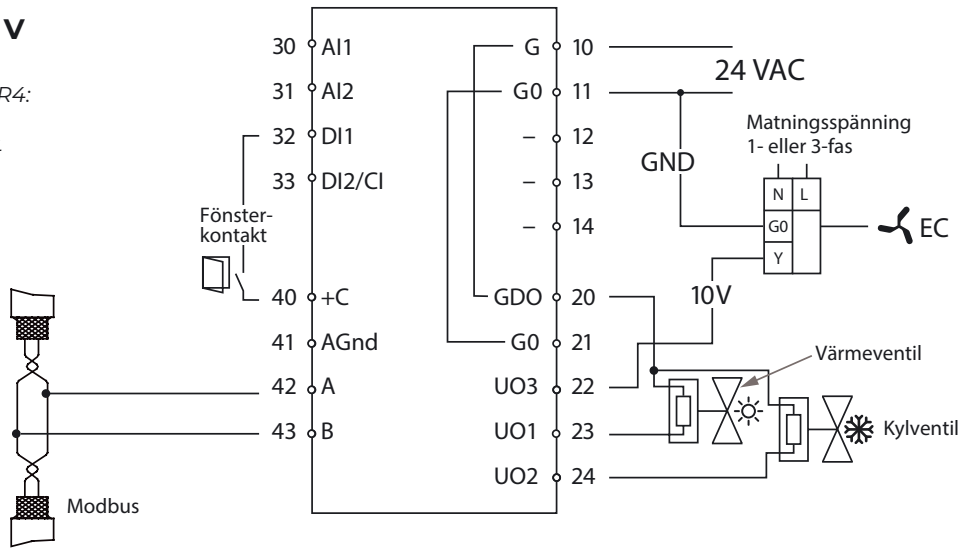 V
R4:
30 AI1
31 AI2
32 DI1
33 DI2/CI
Fönster-
kontakt
40 +C
41 AGnd
42 A
43 B
Modbus
G 10
G0 11
– 12
– 13
– 14
GDO 20
G0 21
UO3 22
UO1 23
UO2 24
24 VAC
GND
Matningsspänning
1- eller 3-fas
N L
G0
Y
EC
10V
Värmeventil
Kylventil